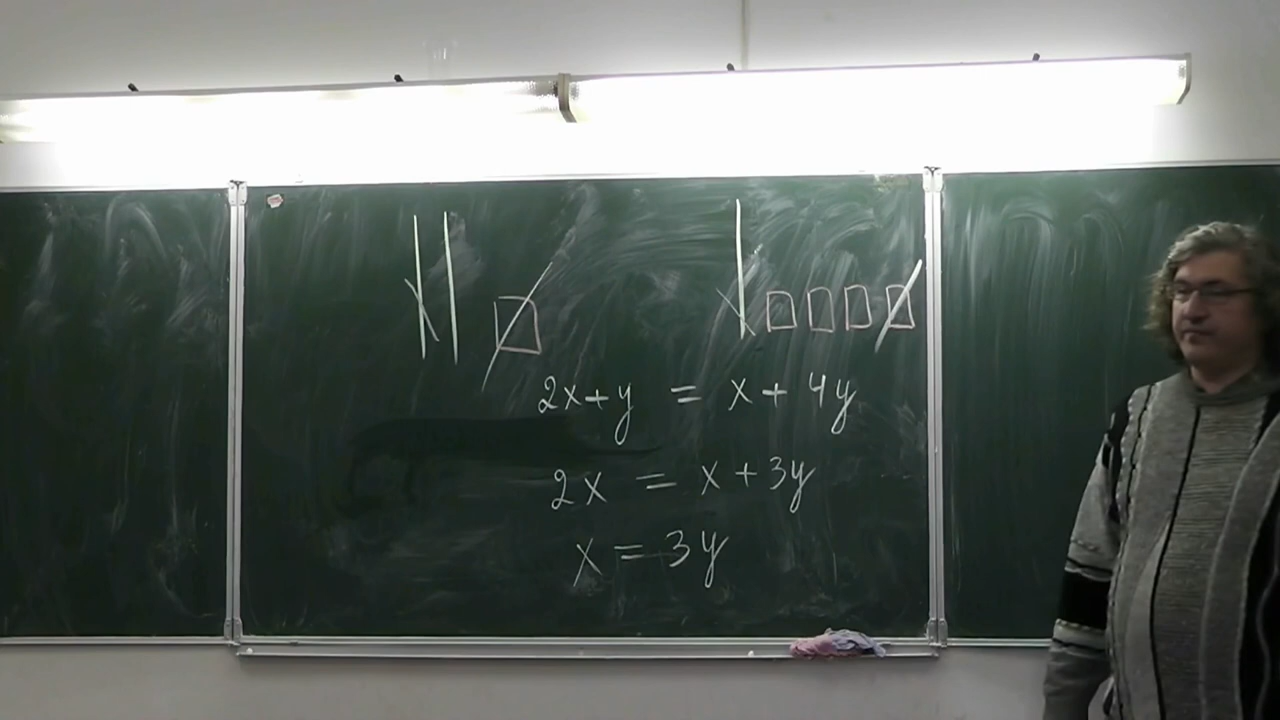 2x+y = x + 4y
2x = x + 3y
x = 3y